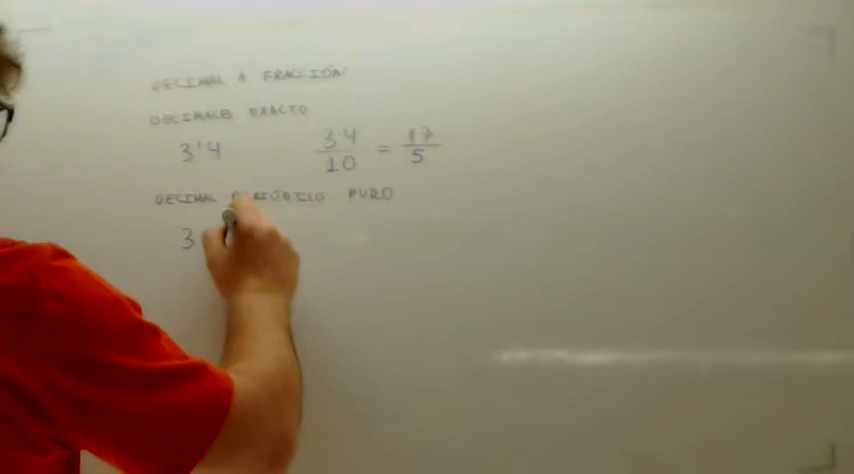 DECIMAL A FRACCIÓN
DECIMALES EXACTO
3'4 34/10 = 17/5
DECIMAL PERIÓDICO PURO
3